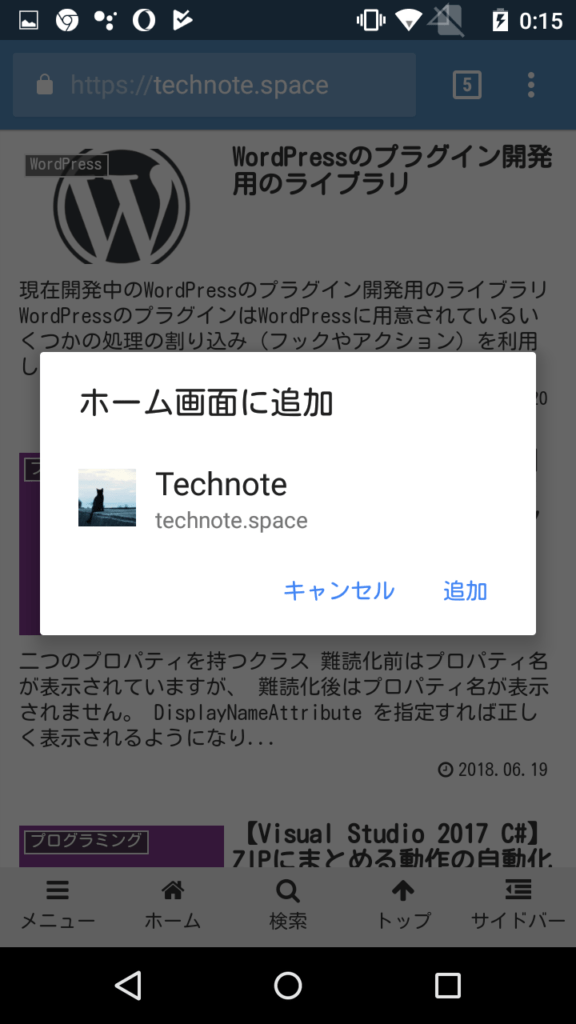 0:15
https://technote.space
5
WordPress
WordPressのプラグイン開発
用のライブラリ
現在開発中のWordPressのプラグイン開発用のライブラリ
WordPressのプラグインはWordPressに用意されているい
くつかの処理の割り込み（フックやアクション）を利用
し
20
ホーム画面に追加
Technote
technote.space
キャンセル
追加
二つのプロパティを持つクラス 難読化前はプロパティ名
が表示されていますが、 難読化後はプロパティ名が表示
されません。 DisplayNameAttribute を指定すれば正し
く表示されるようになり...
2018.06.19
プログラミング
【Visual Studio 2017 C#】
ZIPにまとめる動作の自動化
メニュー
ホーム
検索
トップ
サイドバー